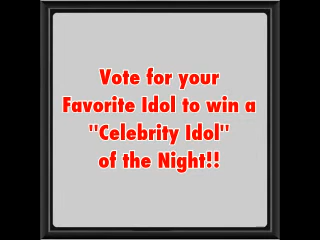 Vote for your
Favorite Idol to win a
"Celebrity Idol"
of the Night!!